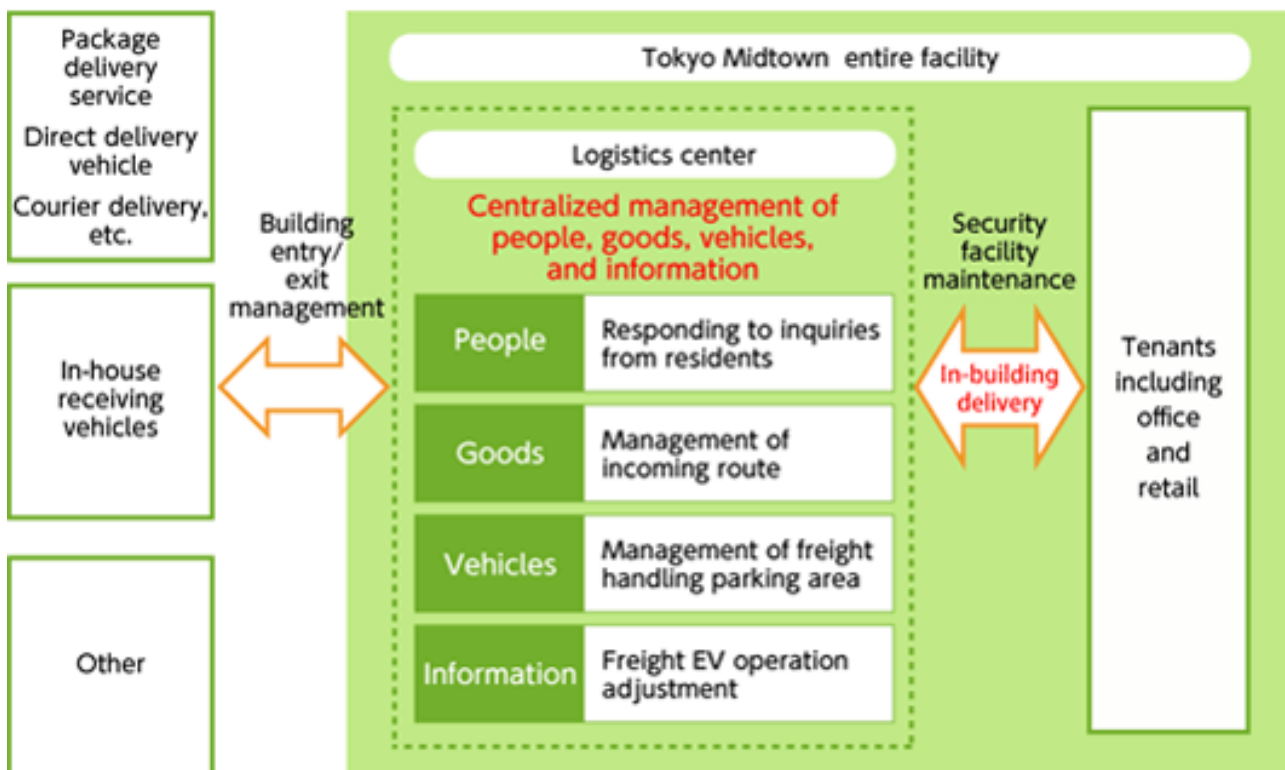 Package
delivery
service
Direct delivery
vehicle
Courier delivery,
etc.
In-house
receiving
vehicles
Other
Building
entry/
exit
management
Tokyo Midtown entire facility
Logistics center
Centralized management of
people, goods, vehicles,
and information
People
Responding to inquiries
from residents
Goods
Management of
incoming route
Vehicles
Management of freight
handling parking area
Information
Freight EV operation
adjustment
Security
facility
maintenance
In-building
delivery
Tenants
including
office
and
retail